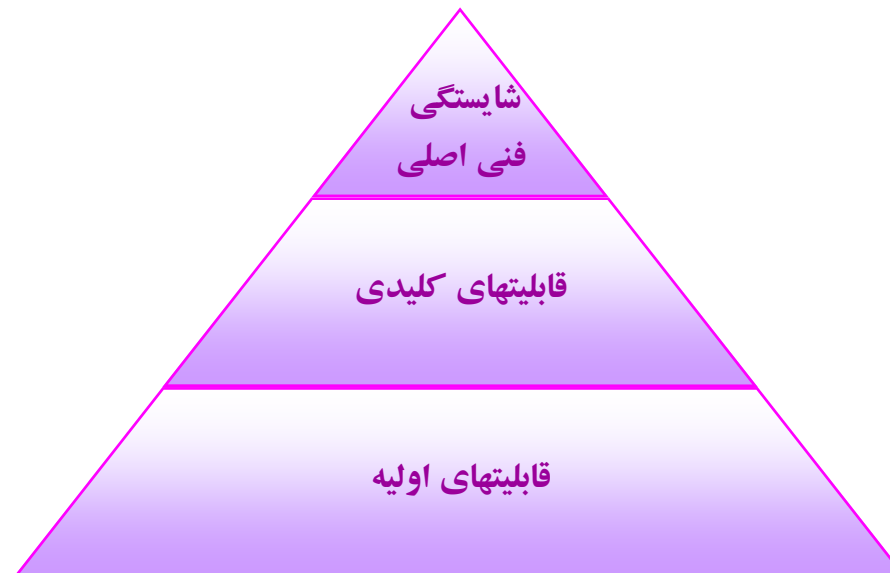 شایستگی
فنی اصلی
قابلیتهای کلیدی
قابلیتهای اولیه